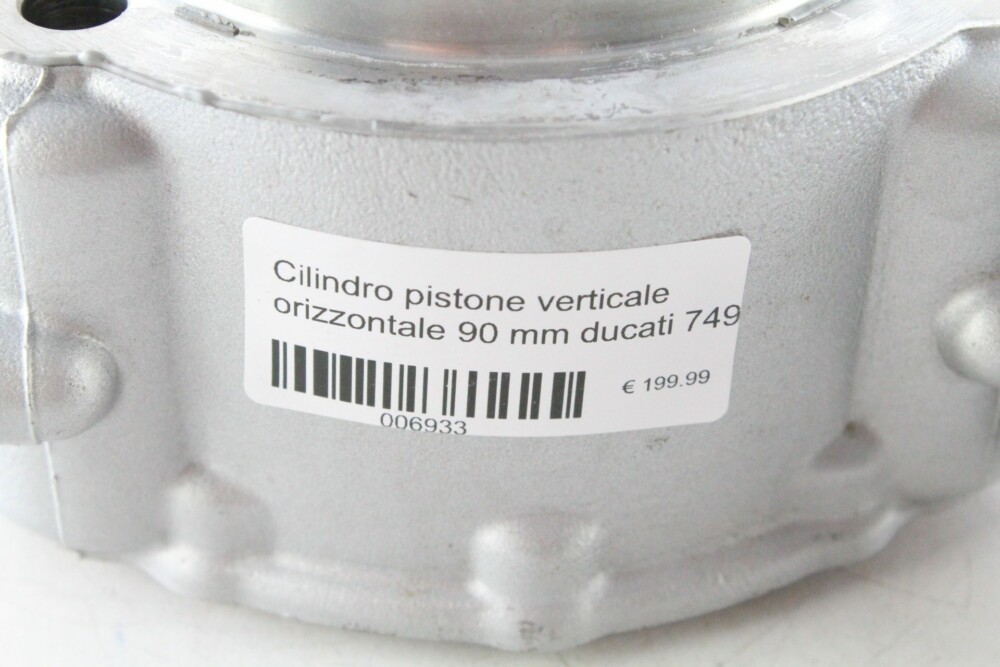 Cilindro pistone verticale
orizzontale 90 mm ducati 749
€ 199.99
006933